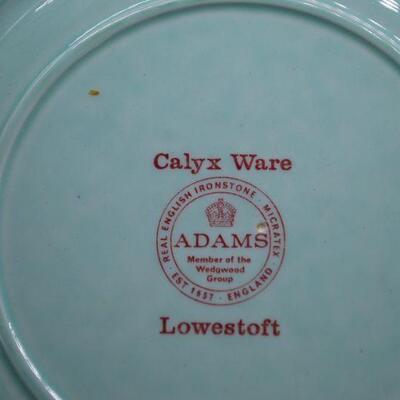 Calyx Ware
REAL ENGLISH IRONSTONE · MICRATEX
ADAMS
Member of the
Wedgwood
Group
EST 1657 · ENGLAND
Lowestoft